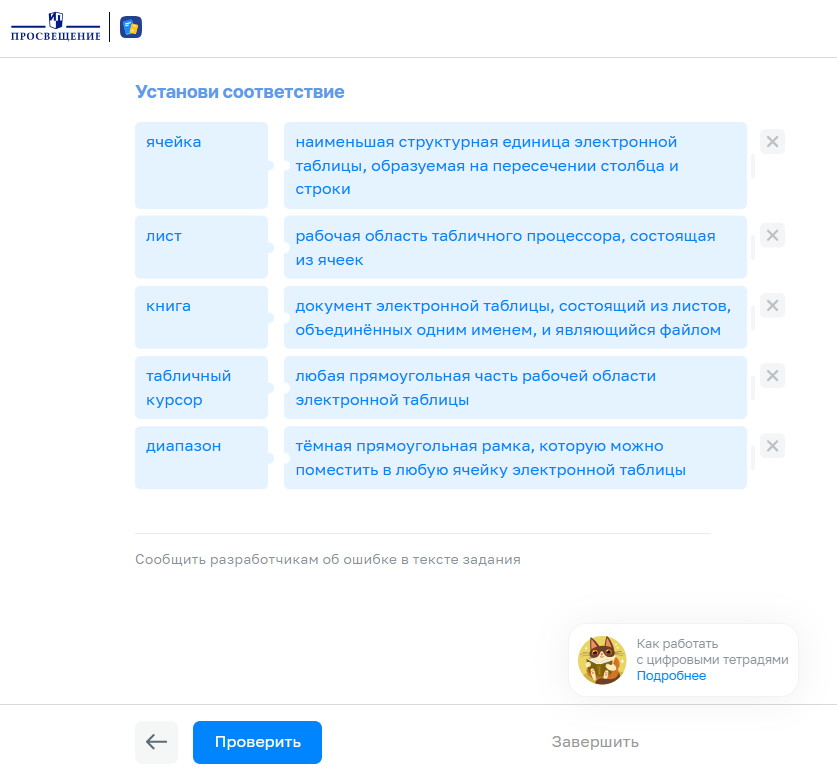 ПРОСВЕЩЕНИЕ
Установи соответствие
ячейка
наименьшая структурная единица электронной
таблицы, образуемая на пересечении столбца и
строки
лист
рабочая область табличного процессора, состоящая
из ячеек
книга
документ электронной таблицы, состоящий из листов,
объединённых одним именем, и являющийся файлом
табличный
курсор
любая прямоугольная часть рабочей области
электронной таблицы
диапазон
тёмная прямоугольная рамка, которую можно
поместить в любую ячейку электронной таблицы
Сообщить разработчикам об ошибке в тексте задания
Как работать
с цифровыми тетрадями
Подробнее
Проверить
Завершить